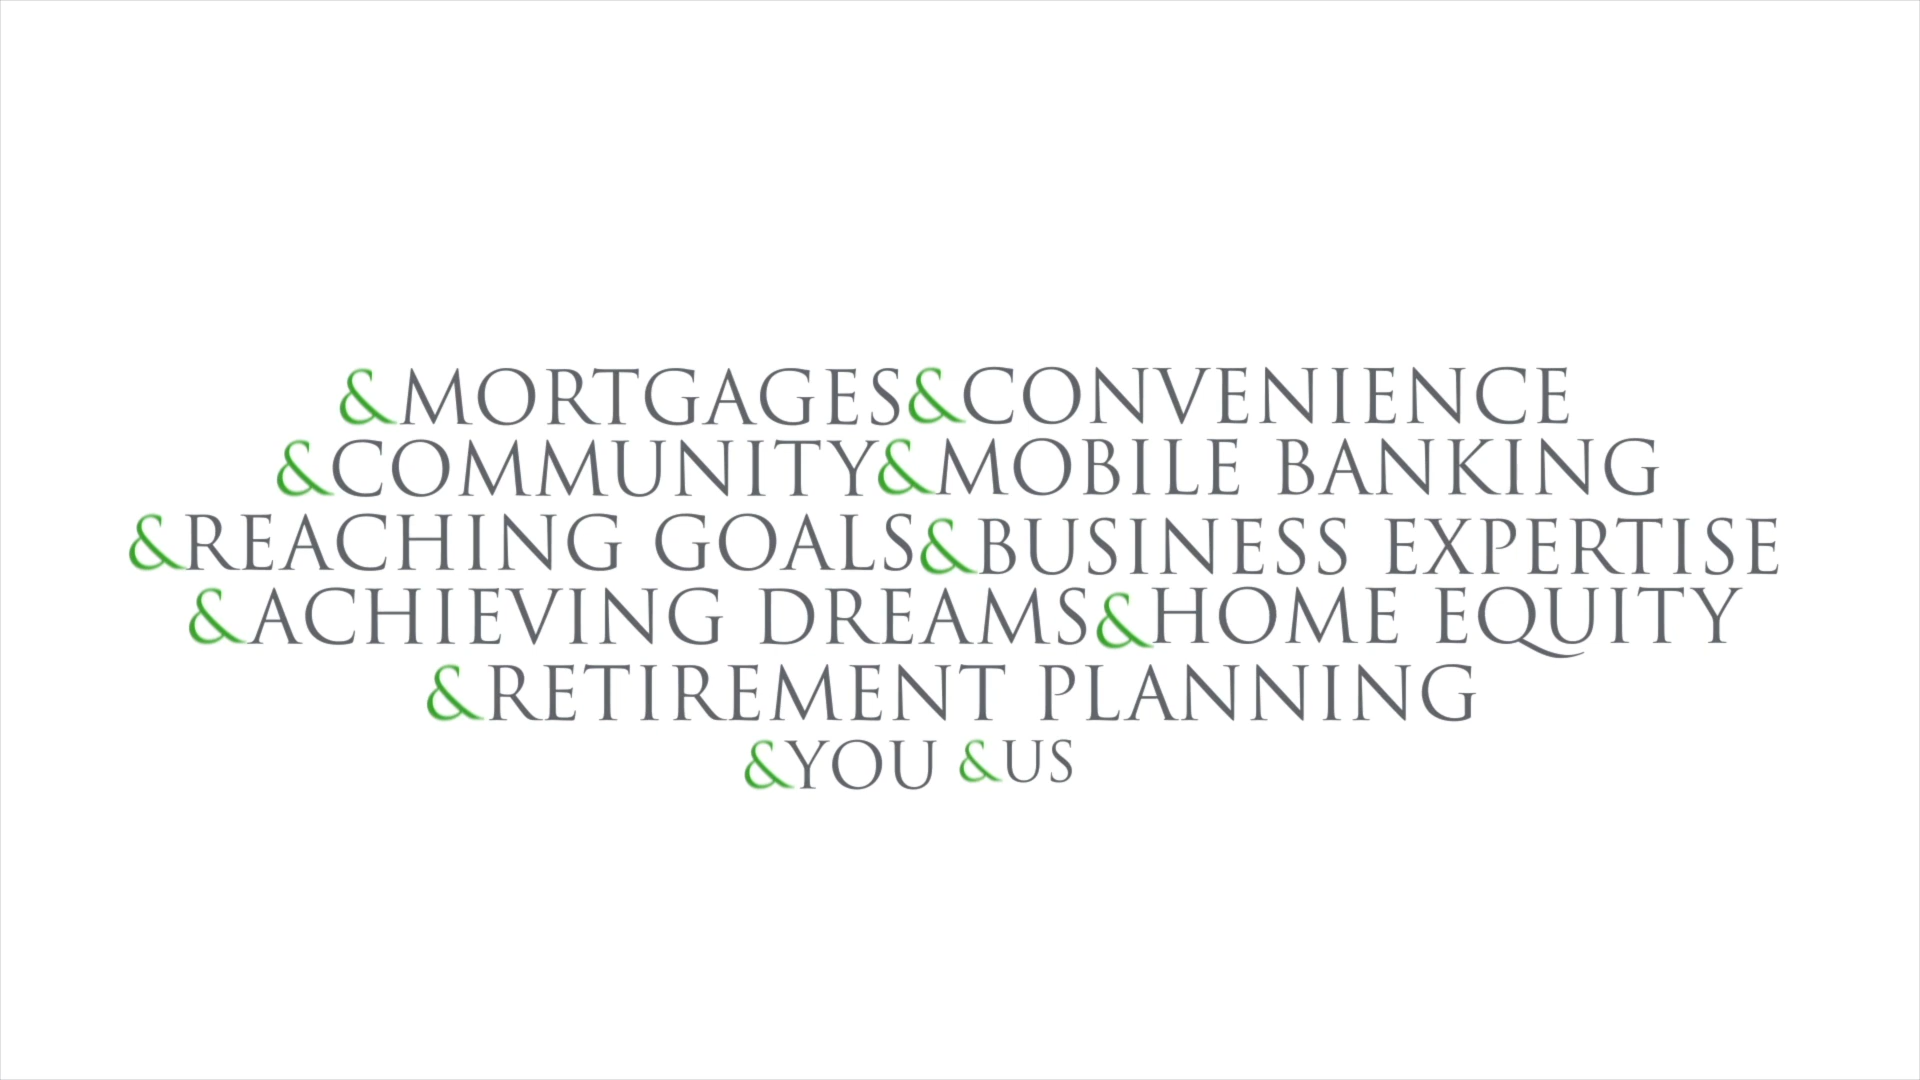 &MORTGAGES&CONVENIENCE
&COMMUNITY&MOBILE BANKING
&REACHING GOALS&BUSINESS EXPERTISE
&ACHIEVING DREAMS&HOME EQUITY
&RETIREMENT PLANNING
&YOU &US